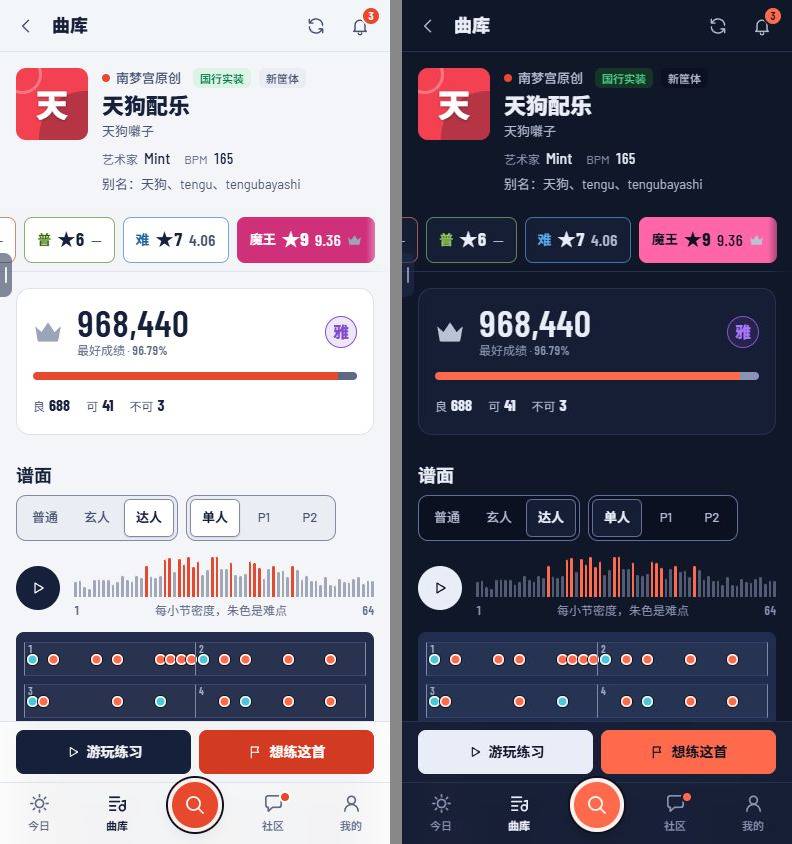 曲库
3
天
南梦宫原创 国行实装 新筐体
天狗配乐
天狗囃子
艺术家 Mint BPM 165
别名：天狗、tengu、tengubayashi
普 ★6 — 难 ★7 4.06 魔王 ★9 9.36
968,440
最好成绩 · 96.79%
雅
良 688 可 41 不可 3
谱面
普通 玄人 达人 单人 P1 P2
1 每小节密度，朱色是难点 64
1 2
3 4
游玩练习 想练这首
今日 曲库 社区 我的
曲库
3
天
南梦宫原创 国行实装 新筐体
天狗配乐
天狗囃子
艺术家 Mint BPM 165
别名：天狗、tengu、tengubayashi
普 ★6 — 难 ★7 4.06 魔王 ★9 9.36
968,440
最好成绩 · 96.79%
雅
良 688 可 41 不可 3
谱面
普通 玄人 达人 单人 P1 P2
1 每小节密度，朱色是难点 64
1 2
3 4
游玩练习 想练这首
今日 曲库 社区 我的